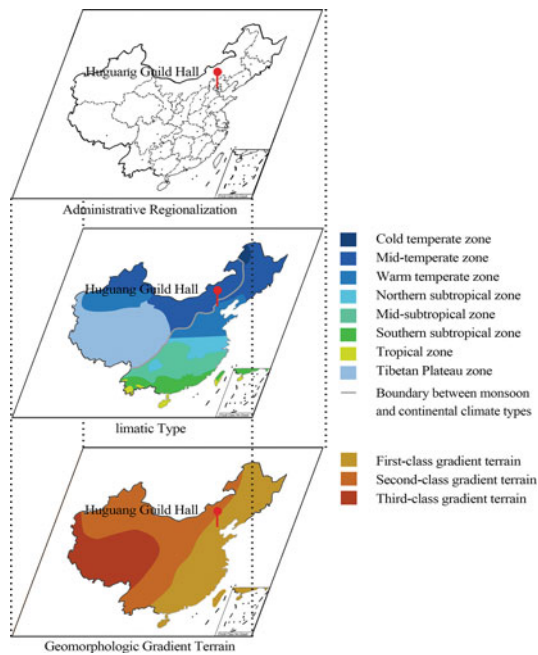 Huguang Guild Hall
Administrative Regionalization
Huguang Guild Hall
limatic Type
Cold temperate zone
Mid-temperate zone
Warm temperate zone
Northern subtropical zone
Mid-subtropical zone
Southern subtropical zone
Tropical zone
Tibetan Plateau zone
Boundary between monsoon
and continental climate types
Huguang Guild Hall
Geomorphologic Gradient Terrain
First-class gradient terrain
Second-class gradient terrain
Third-class gradient terrain